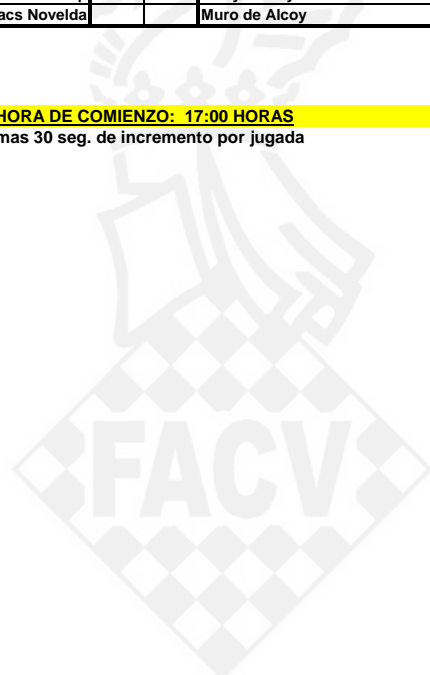 acs Novelda Muro de Alcoy
HORA DE COMIENZO: 17:00 HORAS
mas 30 seg. de incremento por jugada
FACV